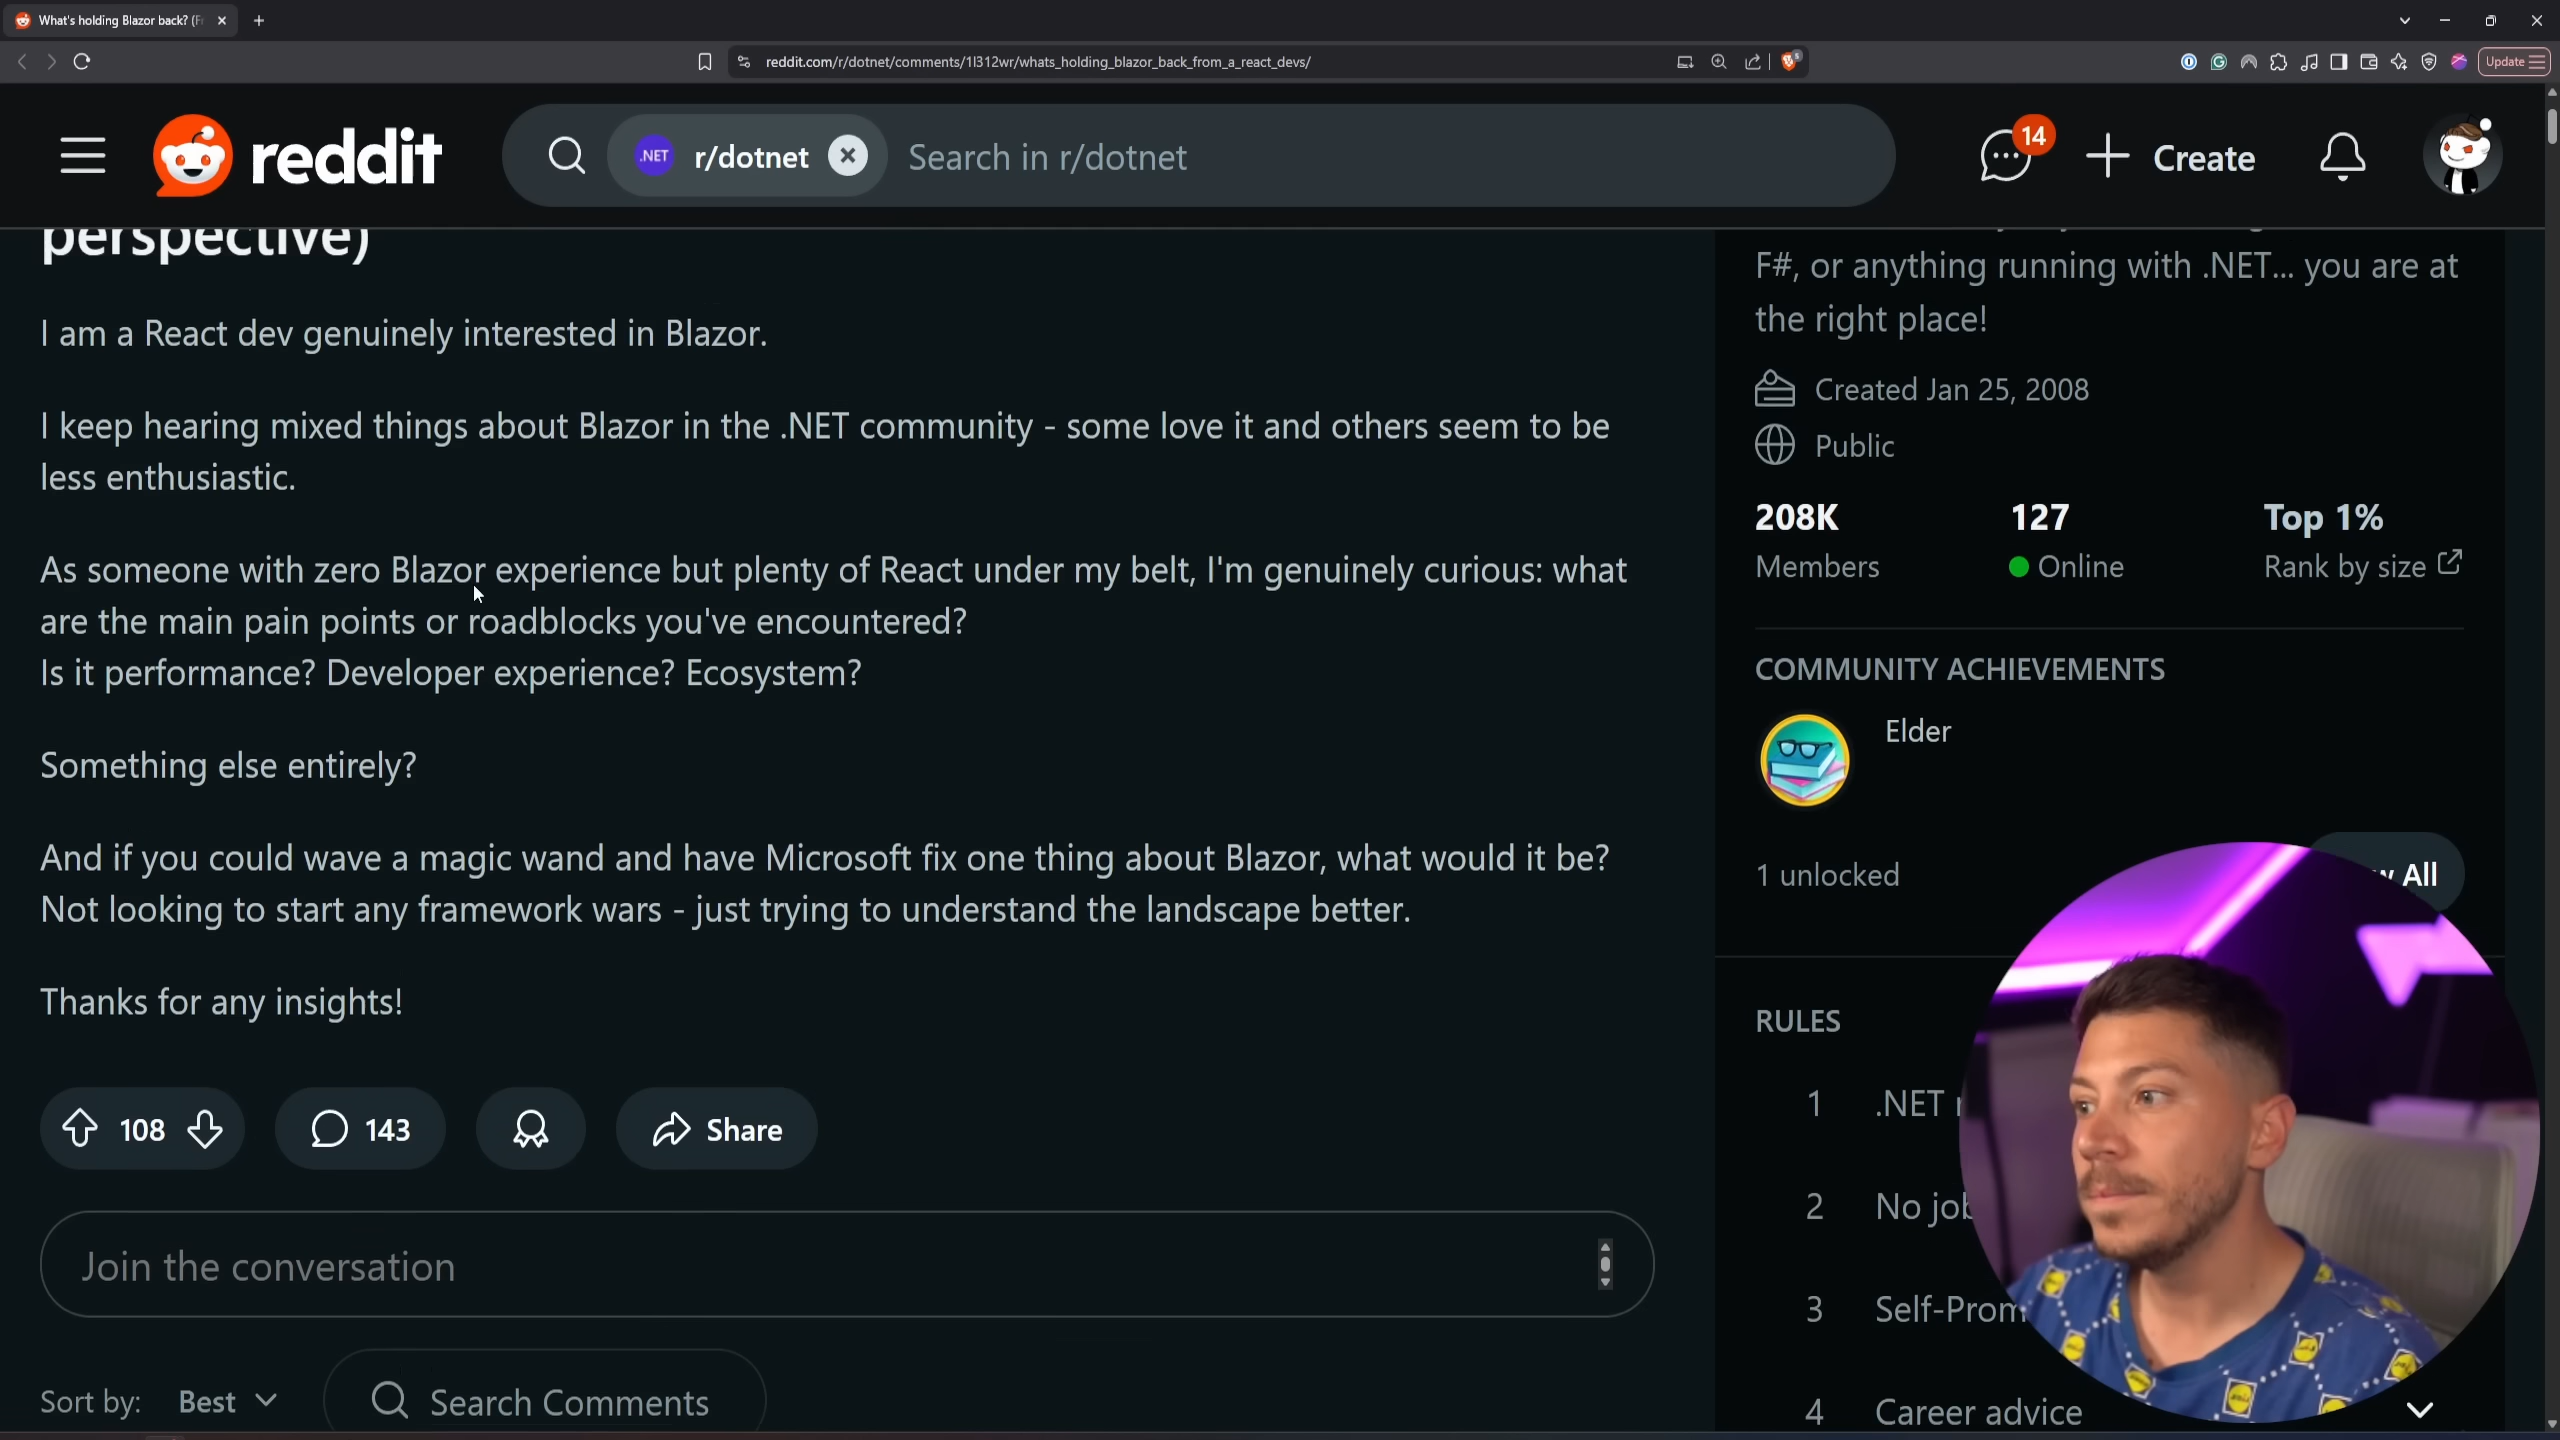 What's holding Blazor back? (Fr
reddit.com/r/dotnet/comments/1l312wr/whats_holding_blazor_back_from_a_react_devs/
5
Update
reddit
.NET
r/dotnet
Search in r/dotnet
14
Create
perspective)
I am a React dev genuinely interested in Blazor.
I keep hearing mixed things about Blazor in the .NET community - some love it and others seem to be
less enthusiastic.
As someone with zero Blazor experience but plenty of React under my belt, I'm genuinely curious: what
are the main pain points or roadblocks you've encountered?
Is it performance? Developer experience? Ecosystem?
Something else entirely?
And if you could wave a magic wand and have Microsoft fix one thing about Blazor, what would it be?
Not looking to start any framework wars - just trying to understand the landscape better.
Thanks for any insights!
108
143
Share
Join the conversation
Sort by: Best
Search Comments
F#, or anything running with .NET... you are at
the right place!
Created Jan 25, 2008
Public
208K 127 Top 1%
Members Online Rank by size
COMMUNITY ACHIEVEMENTS
Elder
1 unlocked
All
RULES
1 .NET
2 No job
3 Self-Prom
4 Career advice